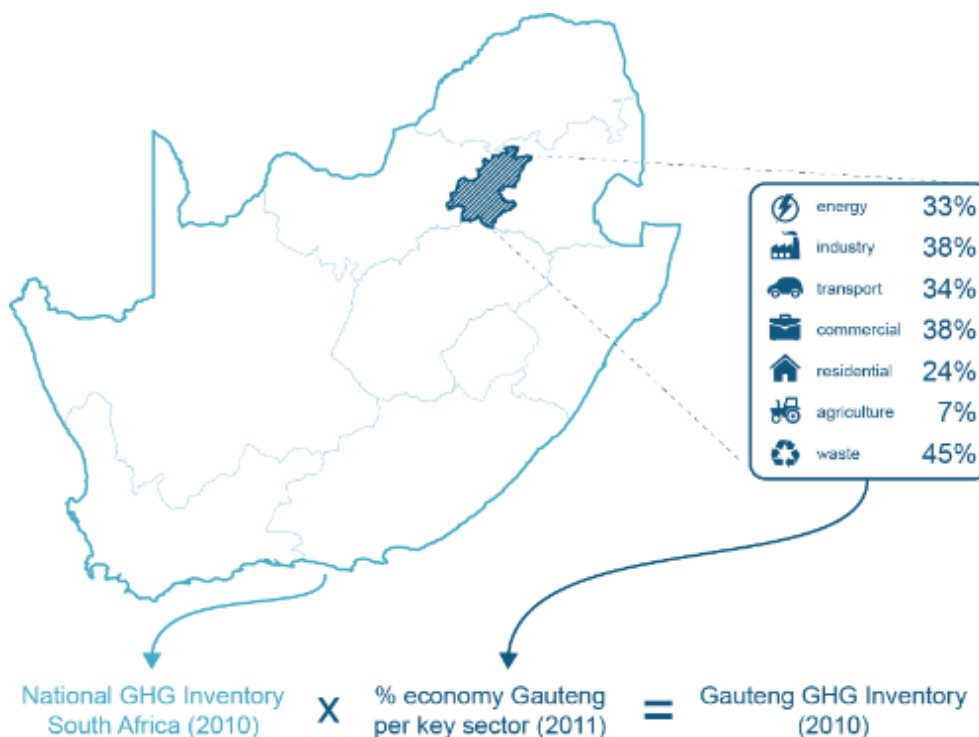 energy 33%
industry 38%
transport 34%
commercial 38%
residential 24%
agriculture 7%
waste 45%
National GHG Inventory X % economy Gauteng = Gauteng GHG Inventory
South Africa (2010) per key sector (2011) (2010)